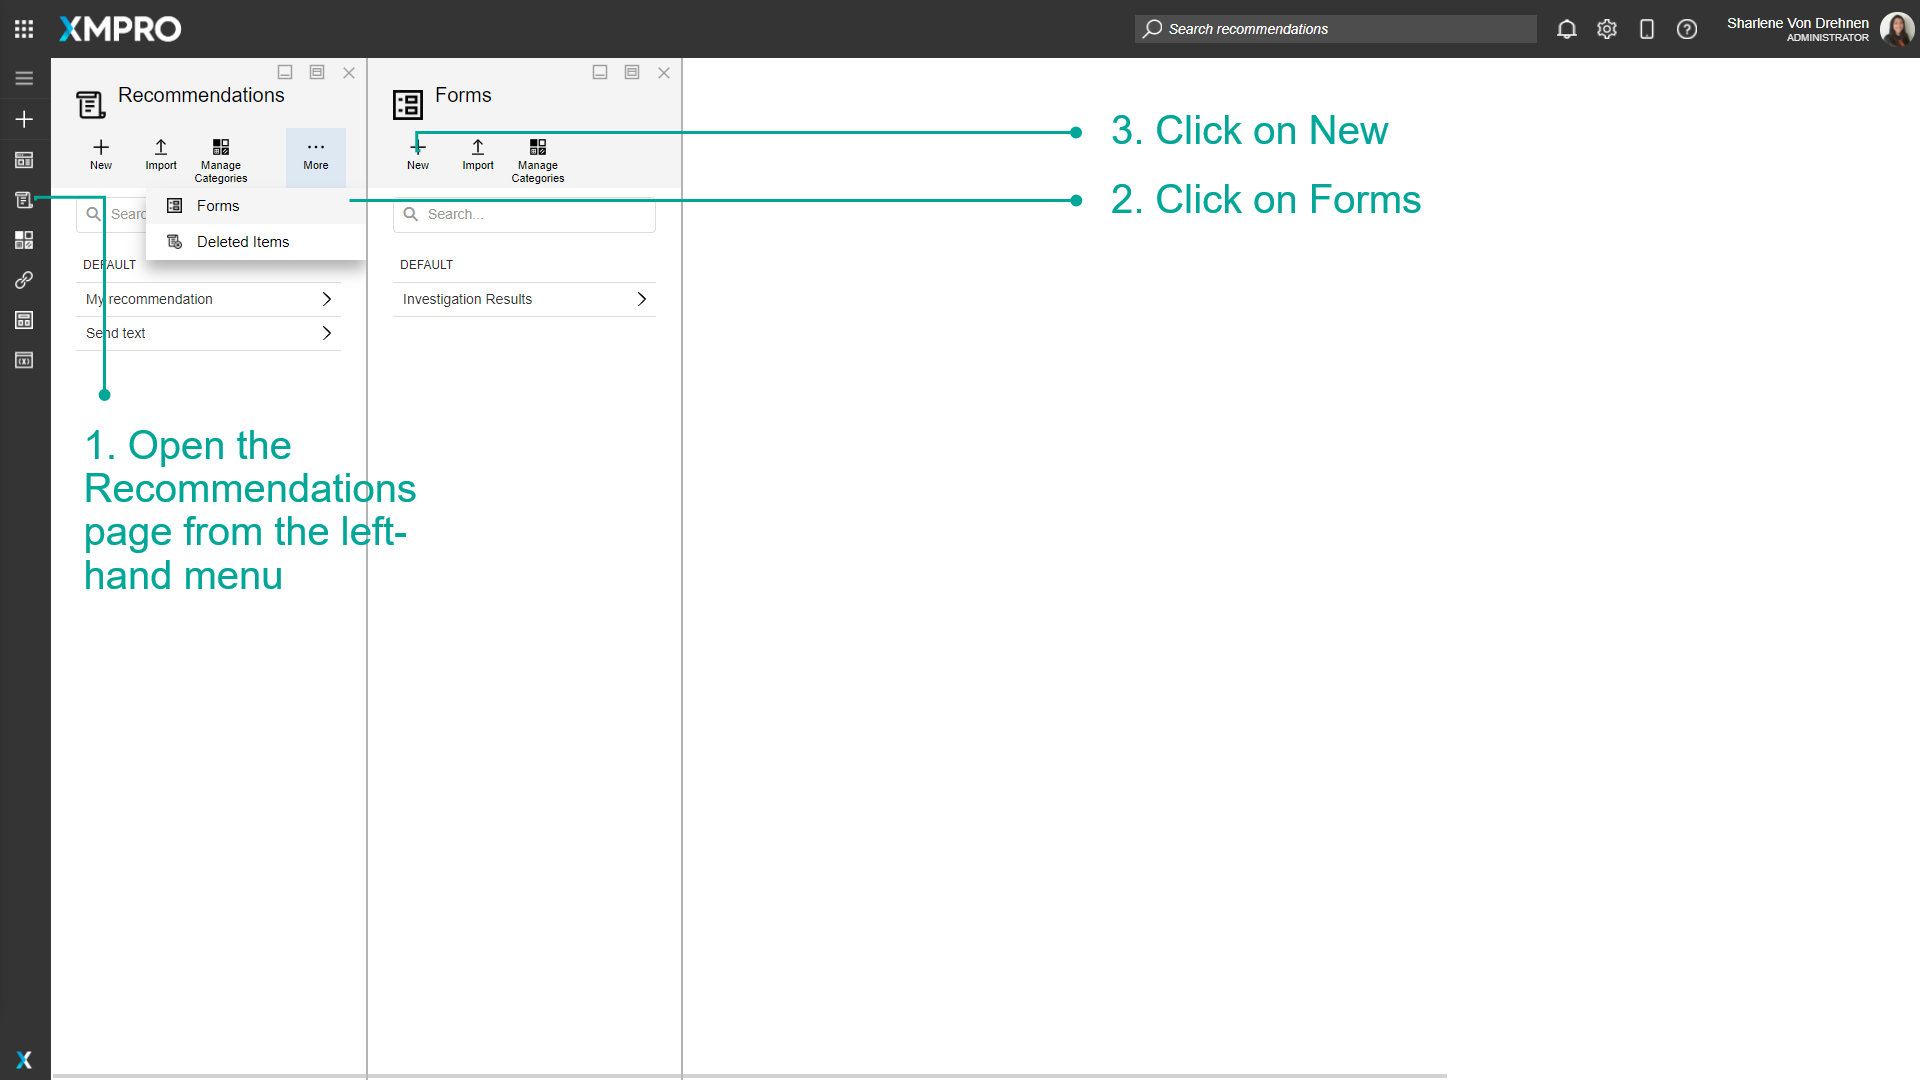 XMPRO
Search recommendations
Sharlene Von Drehnen
ADMINISTRATOR
Recommendations
New
Import
Manage
Categories
More
Forms
Deleted Items
Searc
DEFAULT
My recommendation
Send text
Forms
New
Import
Manage
Categories
Search...
DEFAULT
Investigation Results
3. Click on New
2. Click on Forms
1. Open the
Recommendations
page from the left-
hand menu